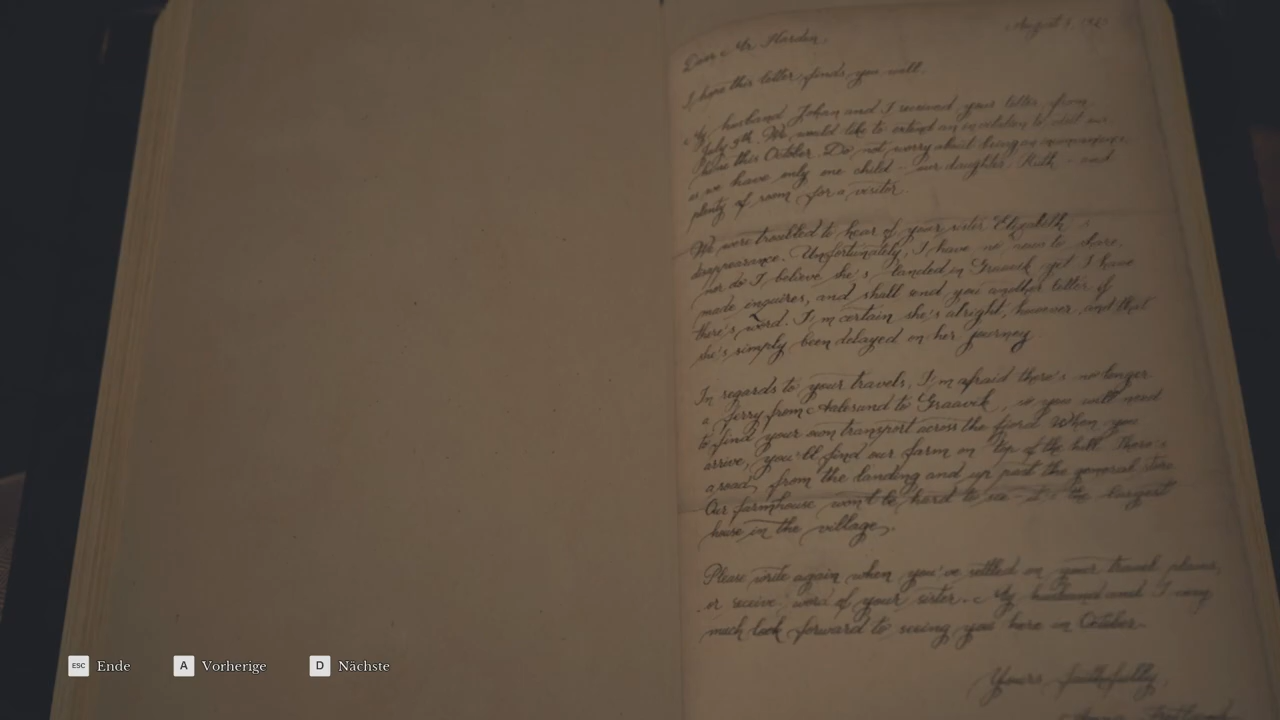 August
Dear Mr. Harden,
I hope this letter finds you well.
My husband Johan and I received your letter from
July 9th. We would like to extend an invitation to visit our
home this October. Do not worry about being an inconvenience,
as we have only one child - our daughter, Ruth - and
plenty of room for a visitor.
We were troubled to hear of your sister Elizabeth's
disappearance. Unfortunately, I have no news to share,
nor do I believe she's landed in Graavik yet. I have
made inquires, and shall send you another letter if
there's word. I'm certain she's alright, however, and that
she's simply been delayed on her journey.
In regards to your travels, I'm afraid there's no longer
a ferry from Aalesund to Graavik, so you will need
to find your own transport across the fjord. When you
arrive, you'll find our farm on top of the hill. There's
a road from the landing and up past the general store.
Our farmhouse won't be hard to see - it's the largest
house in the village.
Please write again when you've settled on your travel plans,
or receive word of your sister. My husband and I very
much look forward to seeing you here in October.
Yours faithfully,
ESC Ende A Vorherige D Nächste